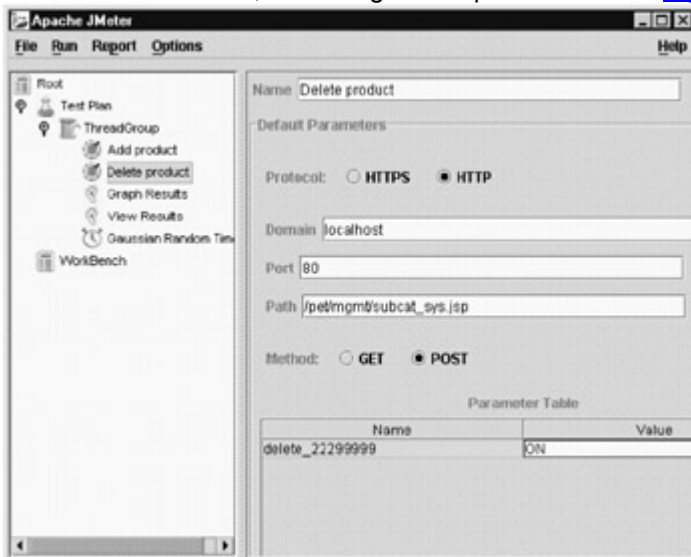 Apache JMeter
File Run Report Options Help
Root
Test Plan
ThreadGroup
Add product
Delete product
Graph Results
View Results
Gaussian Random Tim
WorkBench
Name Delete product
Default Parameters
Protocol: HTTPS HTTP
Domain localhost
Port 80
Path /pet/mgmt/subcat_sys.jsp
Method: GET POST
Parameter Table
Name Value
delete_22299999 ON